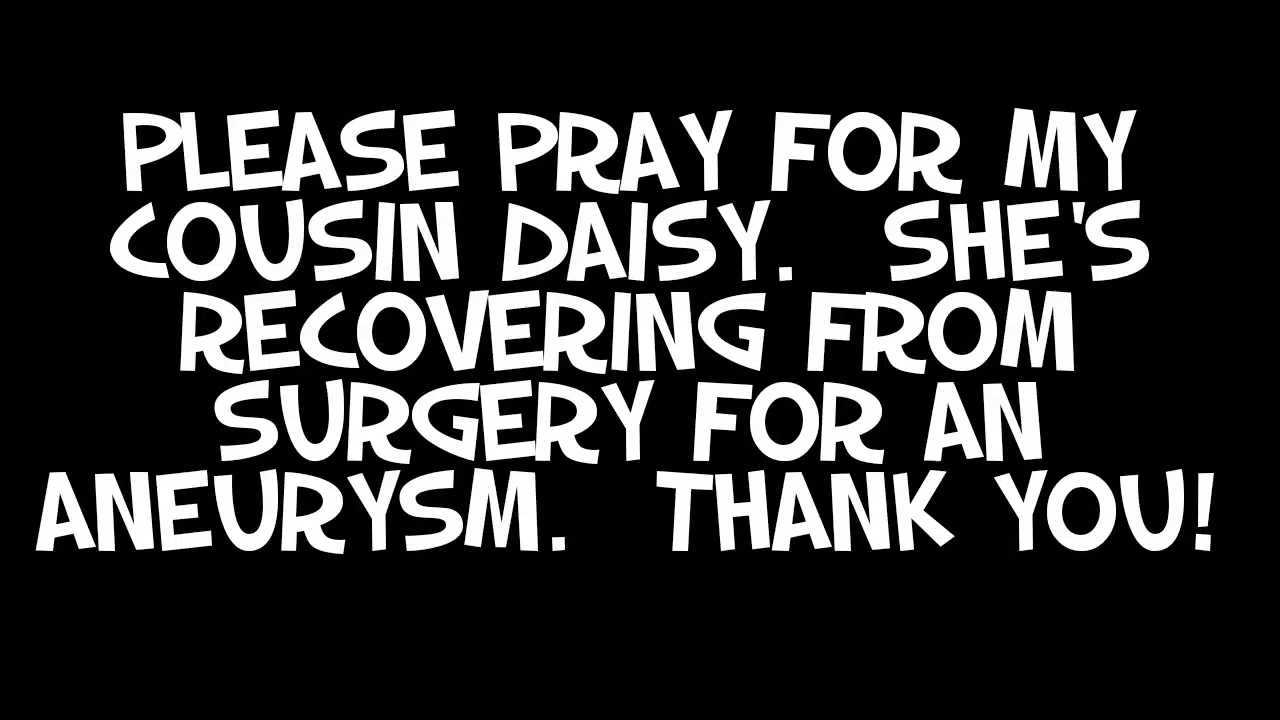 PLEASE PRAY FOR MY
COUSIN DAISY.  SHE'S
RECOVERING FROM
SURGERY FOR AN
ANEURYSM.  THANK YOU!